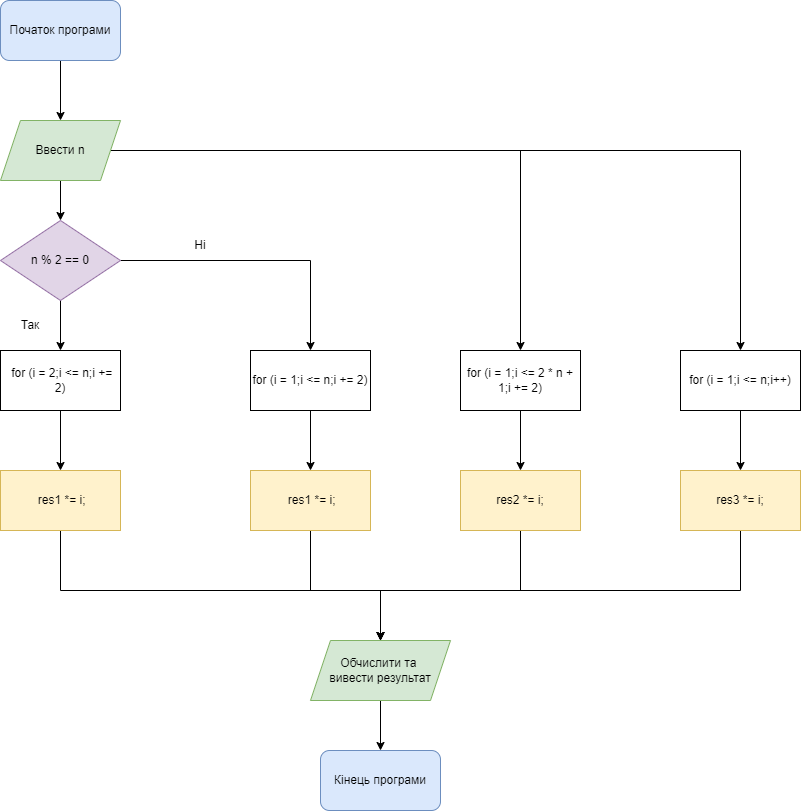 Початок програми
Ввести n
n % 2 == 0
Ні
Так
for (i = 2;i <= n;i +=
2)
for (i = 1;i <= n;i += 2)
for (i = 1;i <= 2 * n +
1;i += 2)
for (i = 1;i <= n;i++)
res1 *= i;
res1 *= i;
res2 *= i;
res3 *= i;
Обчислити та
вивести результат
Кінець програми